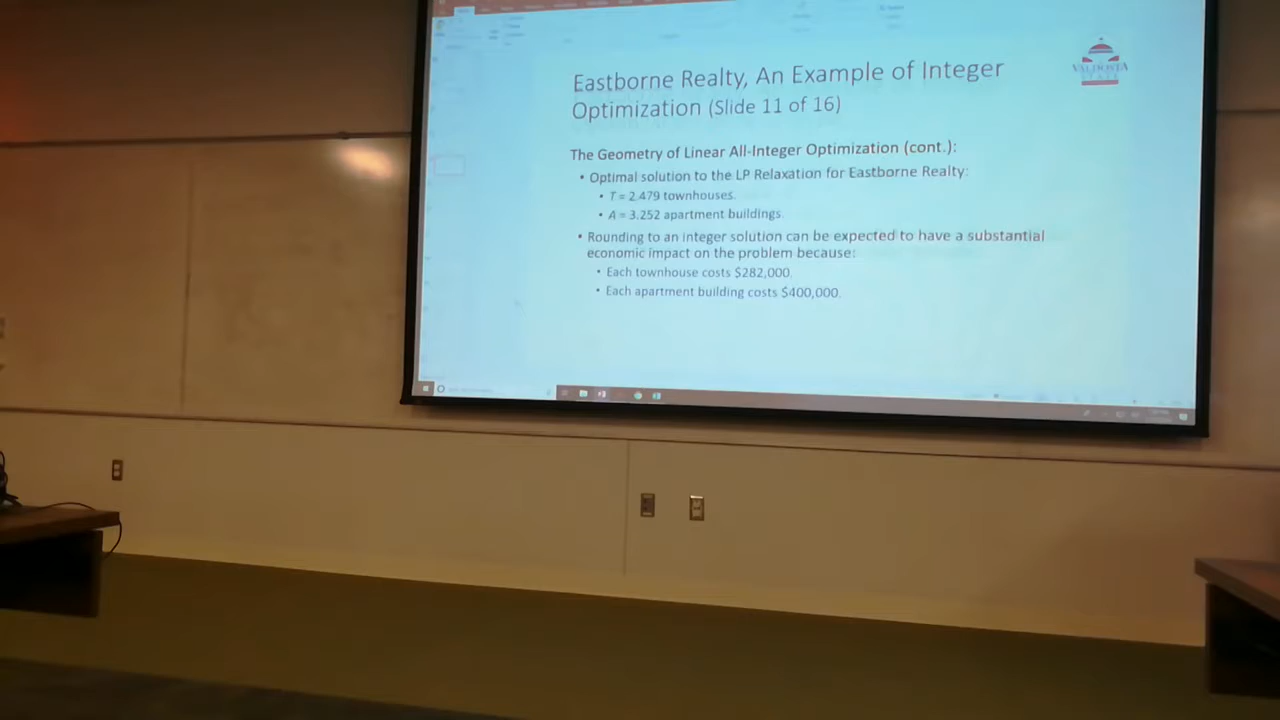 Eastborne Realty, An Example of Integer
Optimization (Slide 11 of 16)
VALDOSTA
STATE
The Geometry of Linear All-Integer Optimization (cont.):
• Optimal solution to the LP Relaxation for Eastborne Realty:
• T = 2.479 townhouses.
• A = 3.252 apartment buildings.
• Rounding to an integer solution can be expected to have a substantial
economic impact on the problem because:
• Each townhouse costs $282,000.
• Each apartment building costs $400,000.